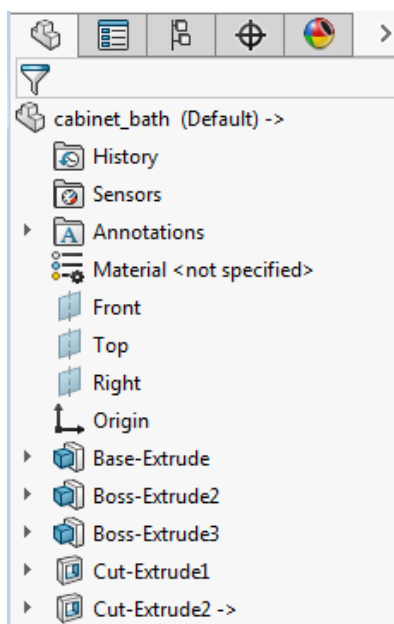 cabinet_bath (Default) ->
History
Sensors
Annotations
Material <not specified>
Front
Top
Right
Origin
Base-Extrude
Boss-Extrude2
Boss-Extrude3
Cut-Extrude1
Cut-Extrude2 ->